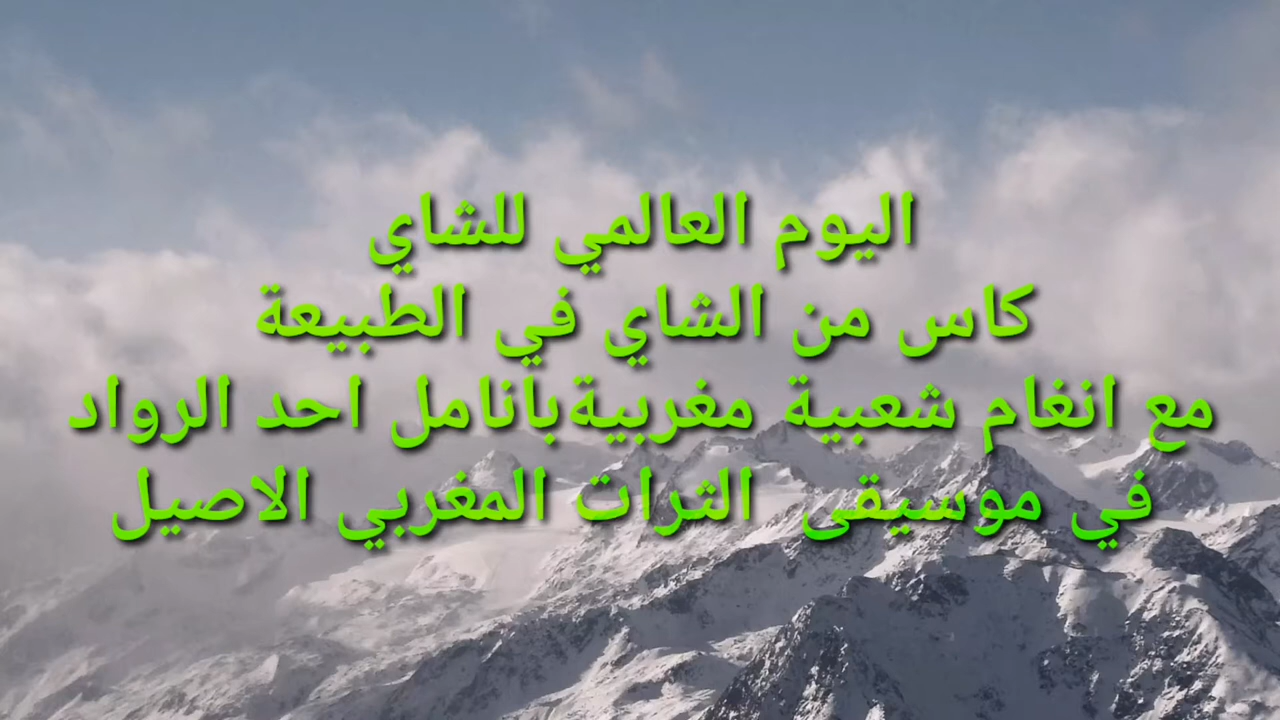 اليوم العالمي للشاي
كاس من الشاي في الطبيعة
مع انغام شعبية مغربيةبانامل احد الرواد
في موسيقى الثرات المغربي الاصيل